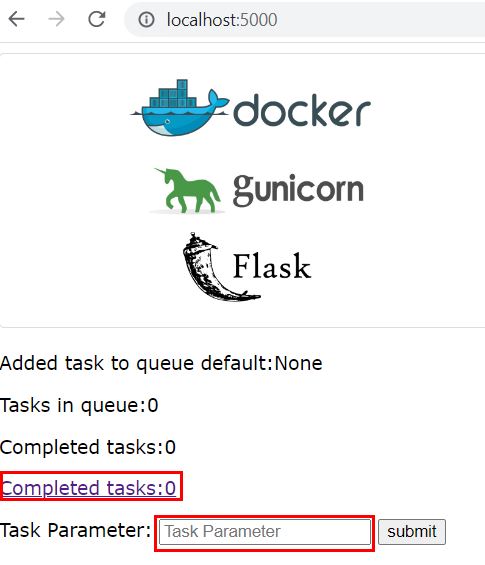 localhost:5000
docker
gunicorn
Flask
Added task to queue default:None
Tasks in queue:0
Completed tasks:0
Completed tasks:0
Task Parameter: Task Parameter submit